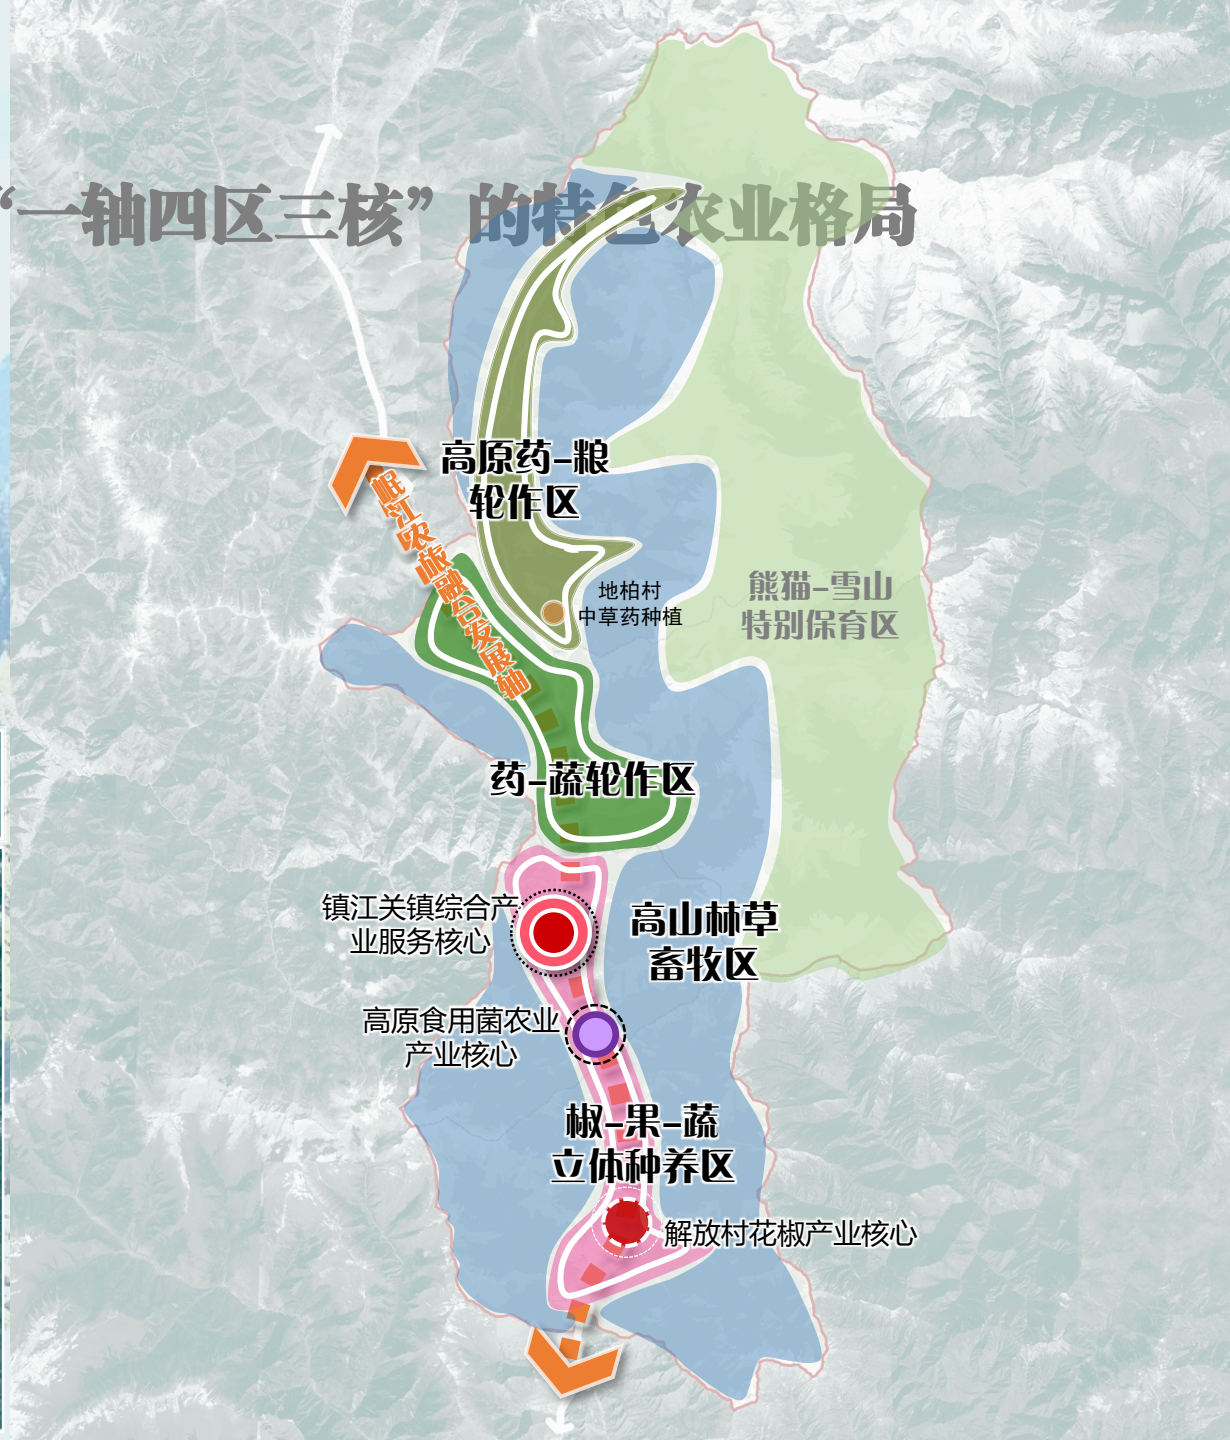 “一轴四区三核”的特色农业格局
高原药-粮
轮作区
岷江农旅融合发展轴
地柏村
中草药种植
熊猫-雪山
特别保育区
药-蔬轮作区
镇江关镇综合产
业服务核心
高山林草
畜牧区
高原食用菌农业
产业核心
椒-果-蔬
立体种养区
解放村花椒产业核心